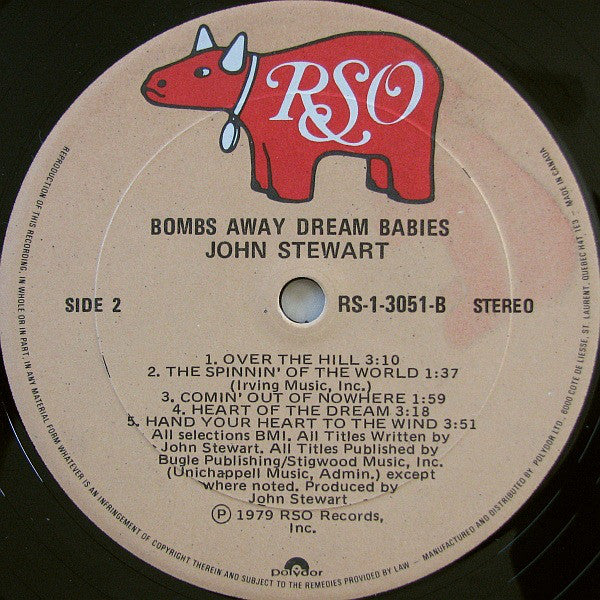 RSO
BOMBS AWAY DREAM BABIES
JOHN STEWART
SIDE 2
RS-1-3051-B STEREO
1. OVER THE HILL 3:10
2. THE SPINNIN' OF THE WORLD 1:37
(Irving Music, Inc.)
3. COMIN' OUT OF NOWHERE 1:59
4. HEART OF THE DREAM 3:18
5. HAND YOUR HEART TO THE WIND 3:51
All selections BMI. All Titles Written by
John Stewart. All Titles Published by
Bugle Publishing/Stigwood Music, Inc.
(Unichappell Music, Admin.) except
where noted. Produced by
John Stewart
Ⓟ 1979 RSO Records,
Inc.
polydor
REPRODUCTION OF THIS RECORDING, IN WHOLE OR IN PART, IN ANY MATERIAL FORM WHATEVER IS AN INFRINGEMENT OF COPYRIGHT THEREIN AND SUBJECT TO THE REMEDIES PROVIDED BY LAW – MANUFACTURED AND DISTRIBUTED BY POLYDOR LTD. 6000 COTE DE LIESSE, ST. LAURENT, QUEBEC H4T 1E3 – MADE IN CANADA